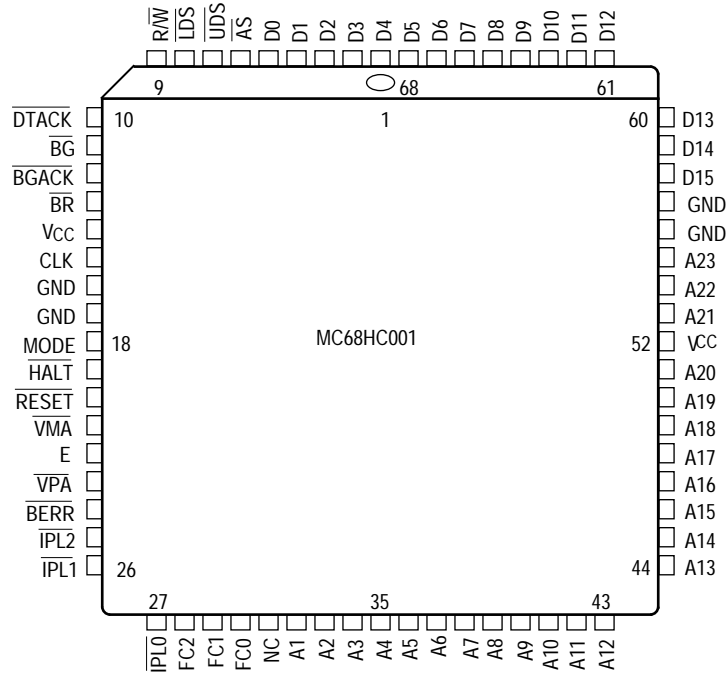 R/W LDS UDS AS D0 D1 D2 D3 D4 D5 D6 D7 D8 D9 D10 D11 D12
9 68 61
DTACK 10 1 60 D13
BG D14
BGACK D15
BR GND
VCC GND
CLK A23
GND A22
GND A21
MODE 18 MC68HC001 52 VCC
HALT A20
RESET A19
VMA A18
E A17
VPA A16
BERR A15
IPL2 A14
IPL1 26 44 A13
27 35 43
IPL0 FC2 FC1 FC0 NC A1 A2 A3 A4 A5 A6 A7 A8 A9 A10 A11 A12